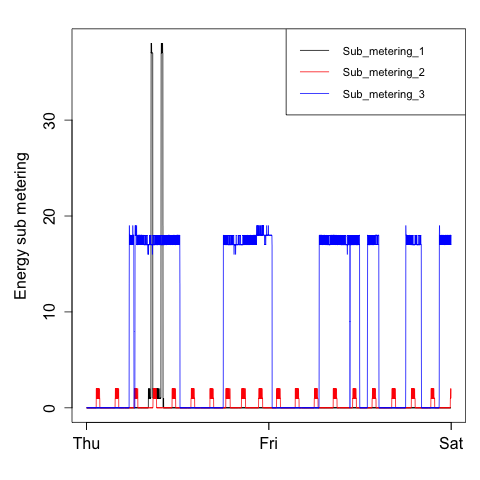 Sub_metering_1
Sub_metering_2
Sub_metering_3
Energy sub metering
30
20
10
0
Thu Fri Sat